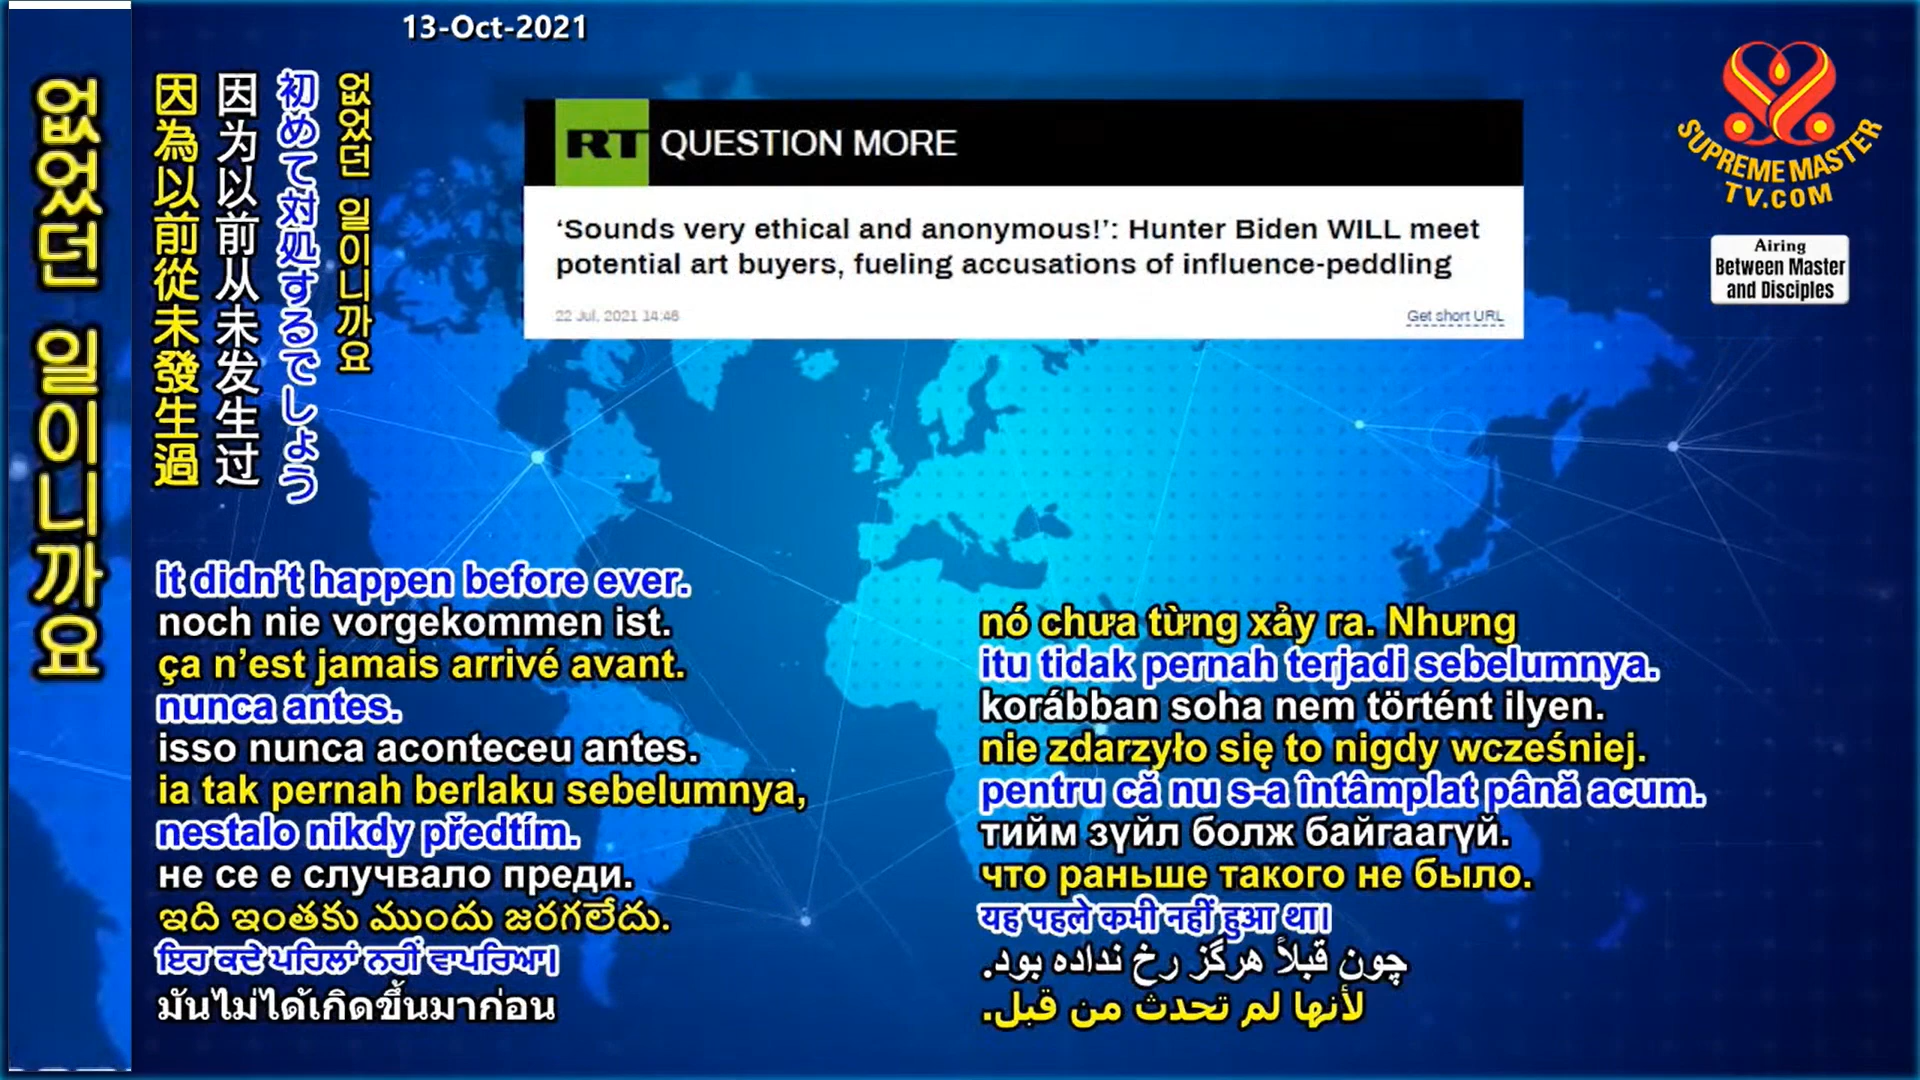 13-Oct-2021
없었던 일이니까요
因為以前從未發生過
因为以前从未发生过
初めて対処するでしょう
없었던 일이니까요
RT QUESTION MORE
‘Sounds very ethical and anonymous!’: Hunter Biden WILL meet
potential art buyers, fueling accusations of influence-peddling
22 Jul, 2021 14:46
Get short URL
SUPREME MASTER
TV.COM
Airing
Between Master
and Disciples
it didn’t happen before ever.
noch nie vorgekommen ist.
ça n’est jamais arrivé avant.
nunca antes.
isso nunca aconteceu antes.
ia tak pernah berlaku sebelumnya,
nestalo nikdy předtím.
не се е случвало преди.
ఇది ఇంతకు ముందు జరగలేదు.
ਇਹ ਕਦੇ ਪਹਿਲਾਂ ਨਹੀਂ ਵਾਪਰਿਆ।
มันไม่ได้เกิดขึ้นมาก่อน
nó chưa từng xảy ra. Nhưng
itu tidak pernah terjadi sebelumnya.
korábban soha nem történt ilyen.
nie zdarzyło się to nigdy wcześniej.
pentru că nu s-a întâmplat până acum.
тийм зүйл болж байгаагүй.
что раньше такого не было.
यह पहले कभी नहीं हुआ था।
چون قبلاً هرگز رخ نداده بود.
لأنها لم تحدث من قبل.